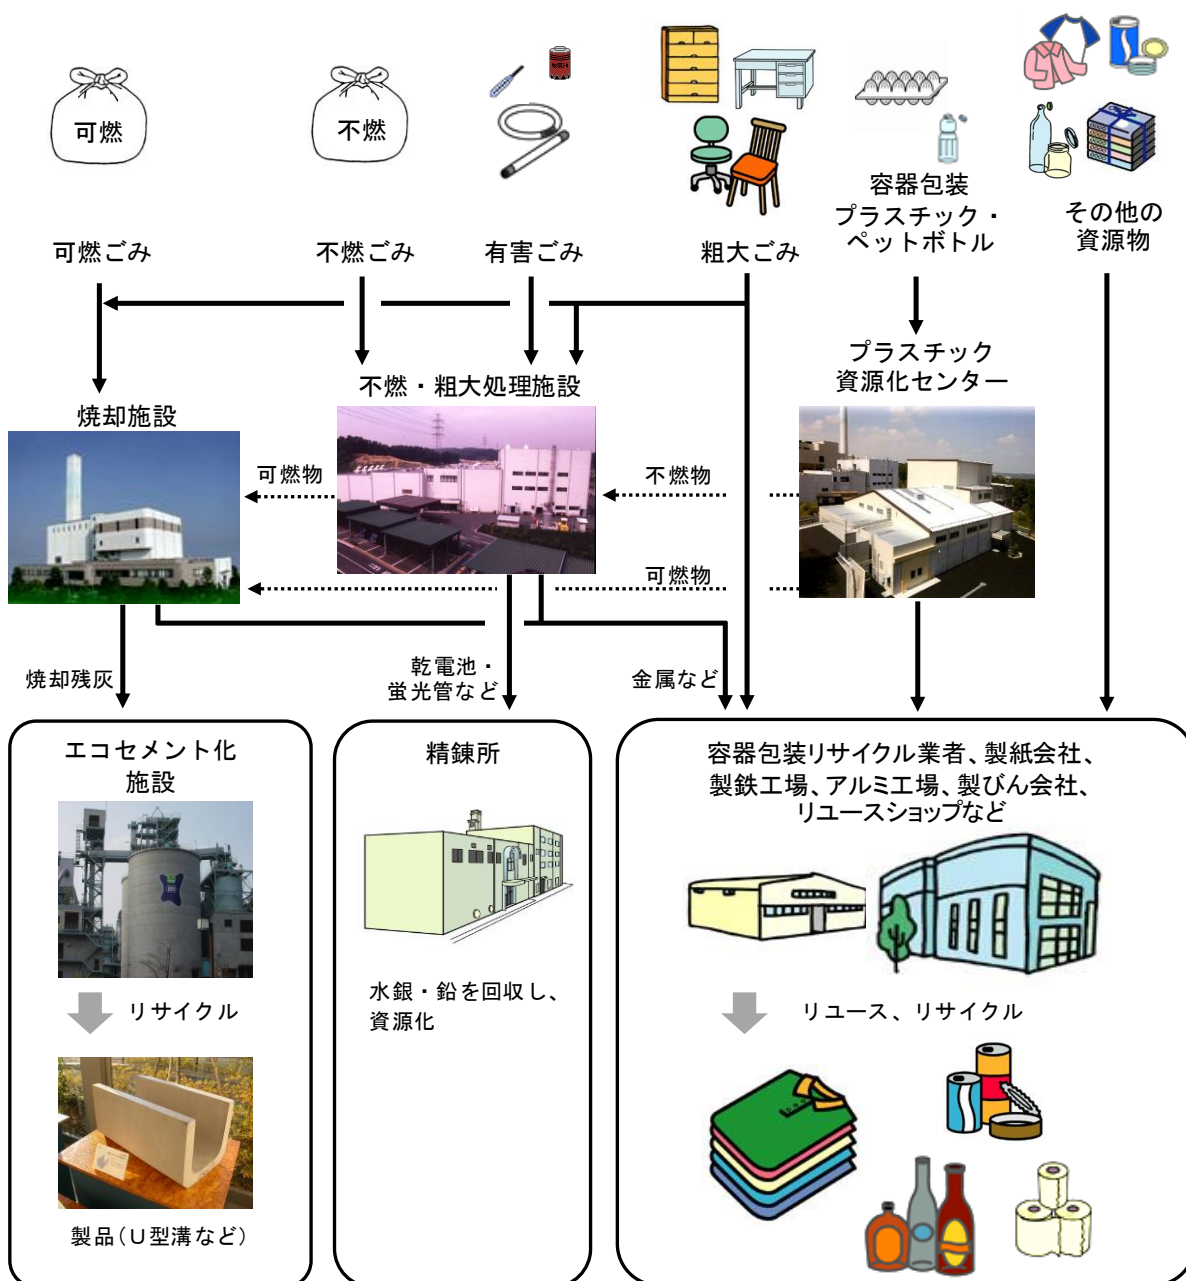 可燃
不燃
容器包装
プラスチック・
ペットボトル
その他の
資源物
可燃ごみ
不燃ごみ
有害ごみ
粗大ごみ
プラスチック
資源化センター
不燃・粗大処理施設
焼却施設
可燃物
不燃物
可燃物
焼却残灰
乾電池・
蛍光管など
金属など
エコセメント化
施設
精錬所
容器包装リサイクル業者、製紙会社、
製鉄工場、アルミ工場、製びん会社、
リユースショップなど
リサイクル
水銀・鉛を回収し、
資源化
リユース、リサイクル
製品(U型溝など)